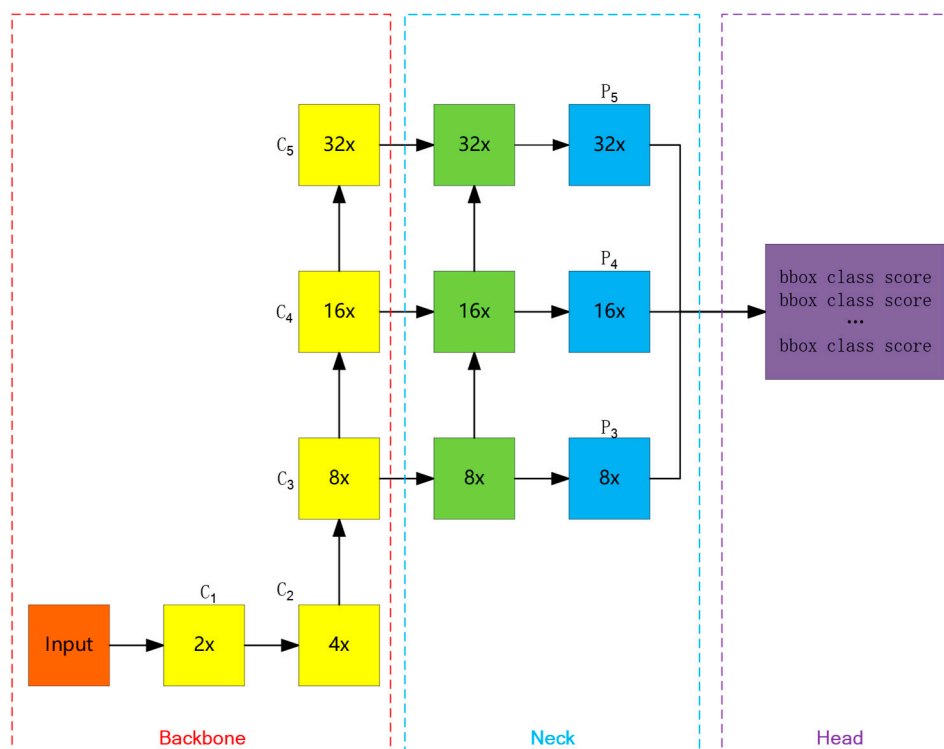 P5
C5
32x
32x
32x
P4
C4
16x
16x
16x
bbox class score
bbox class score
...
bbox class score
P3
C3
8x
8x
8x
C1
C2
Input
2x
4x
Backbone
Neck
Head